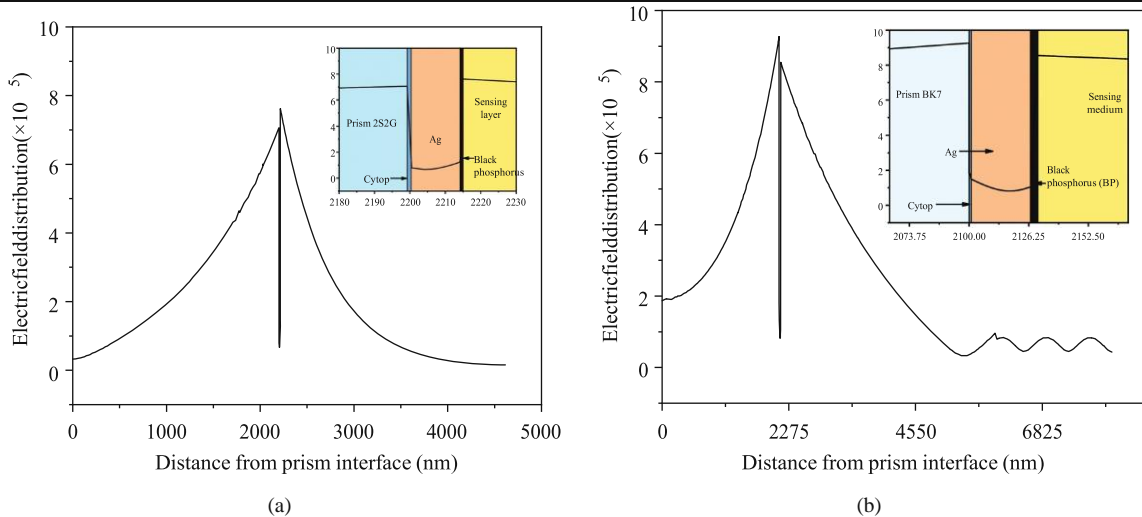 Electricfielddistribution(×10 5)
10
8
6
4
2
0
0
1000
2000
3000
4000
5000
Distance from prism interface (nm)
(a)
10
8
6
4
2
0
Prism 2S2G
Ag
Sensing
layer
Cytop
Black
phosphorus
2180
2190
2200
2210
2220
2230
Electricfielddistribution(×10 5)
10
8
6
4
2
0
0
2275
4550
6825
Distance from prism interface (nm)
(b)
10
9
8
6
4
2
0
Prism BK7
Sensing
medium
Ag
Black
phosphorus (BP)
Cytop
2073.75
2100.00
2126.25
2152.50